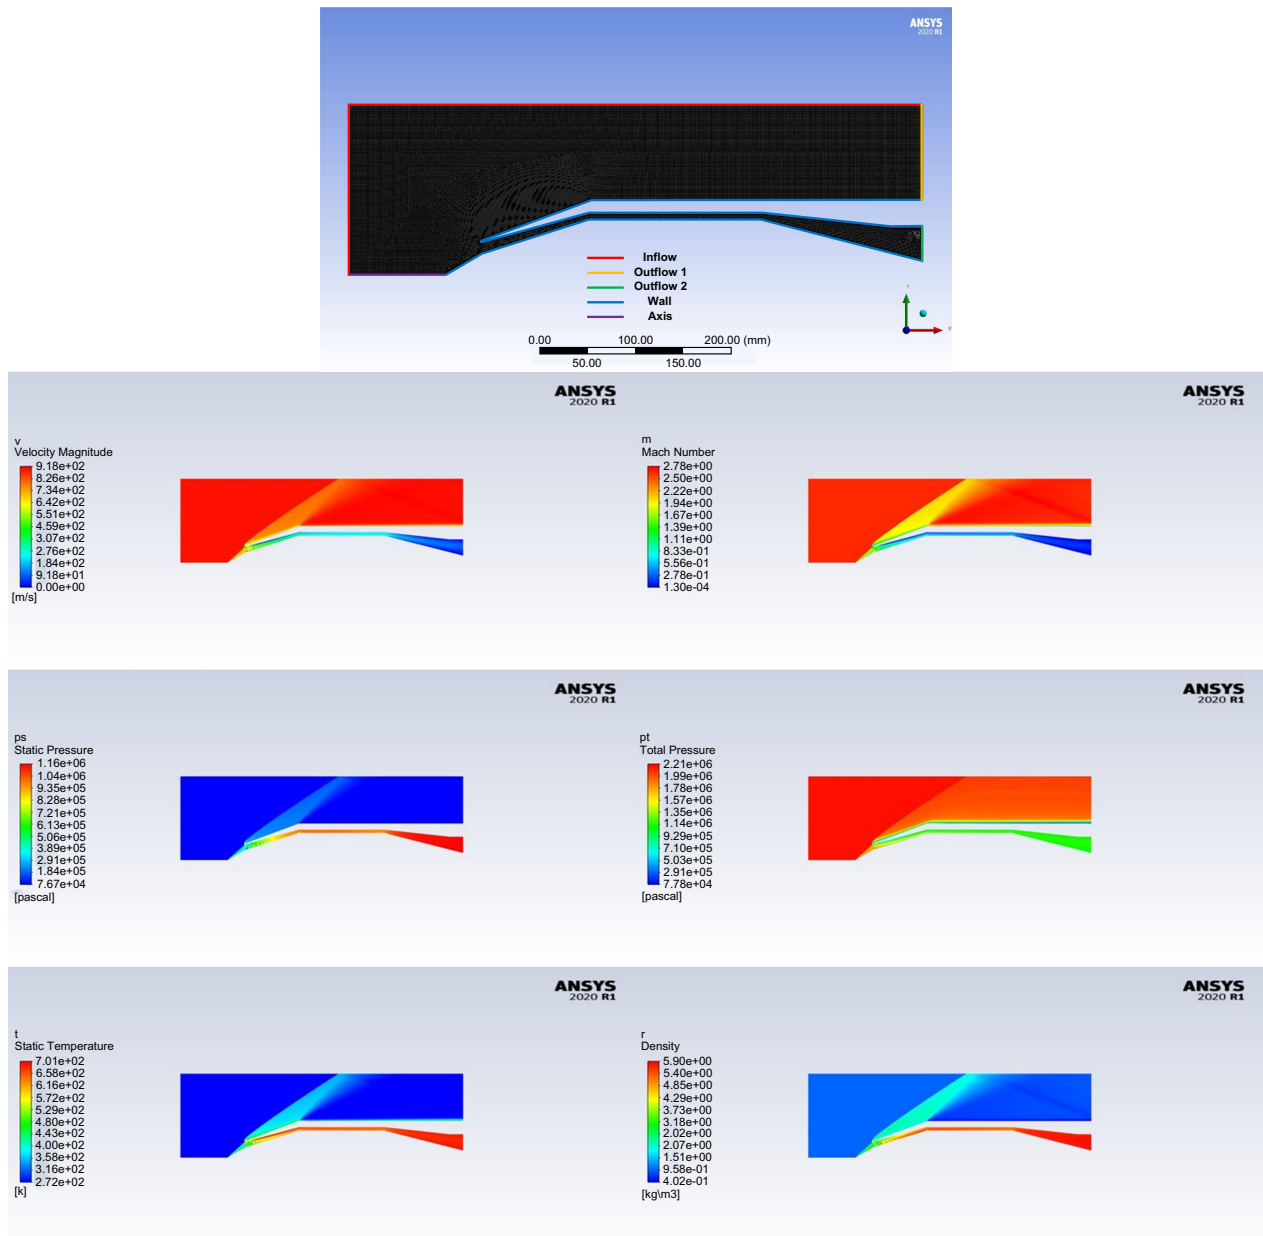 ANSYS
2020 R1
Inflow
Outflow 1
Outflow 2
Wall
Axis
Y
X
0.00 100.00 200.00 (mm)
50.00 150.00
ANSYS
2020 R1
v
Velocity Magnitude
9.18e+02
8.26e+02
7.34e+02
6.42e+02
5.51e+02
4.59e+02
3.07e+02
2.76e+02
1.84e+02
9.18e+01
0.00e+00
[m/s]
ANSYS
2020 R1
m
Mach Number
2.78e+00
2.50e+00
2.22e+00
1.94e+00
1.67e+00
1.39e+00
1.11e+00
8.33e-01
5.56e-01
2.78e-01
1.30e-04
ANSYS
2020 R1
ps
Static Pressure
1.16e+06
1.04e+06
9.35e+05
8.28e+05
7.21e+05
6.13e+05
5.06e+05
3.89e+05
2.91e+05
1.84e+05
7.67e+04
[pascal]
ANSYS
2020 R1
pt
Total Pressure
2.21e+06
1.99e+06
1.78e+06
1.57e+06
1.35e+06
1.14e+06
9.29e+05
7.10e+05
5.03e+05
2.91e+05
7.78e+04
[pascal]
ANSYS
2020 R1
t
Static Temperature
7.01e+02
6.58e+02
6.16e+02
5.72e+02
5.29e+02
4.80e+02
4.43e+02
4.00e+02
3.58e+02
3.16e+02
2.72e+02
[k]
ANSYS
2020 R1
r
Density
5.90e+00
5.40e+00
4.85e+00
4.29e+00
3.73e+00
3.18e+00
2.02e+00
2.07e+00
1.51e+00
9.58e-01
4.02e-01
[kg\m3]